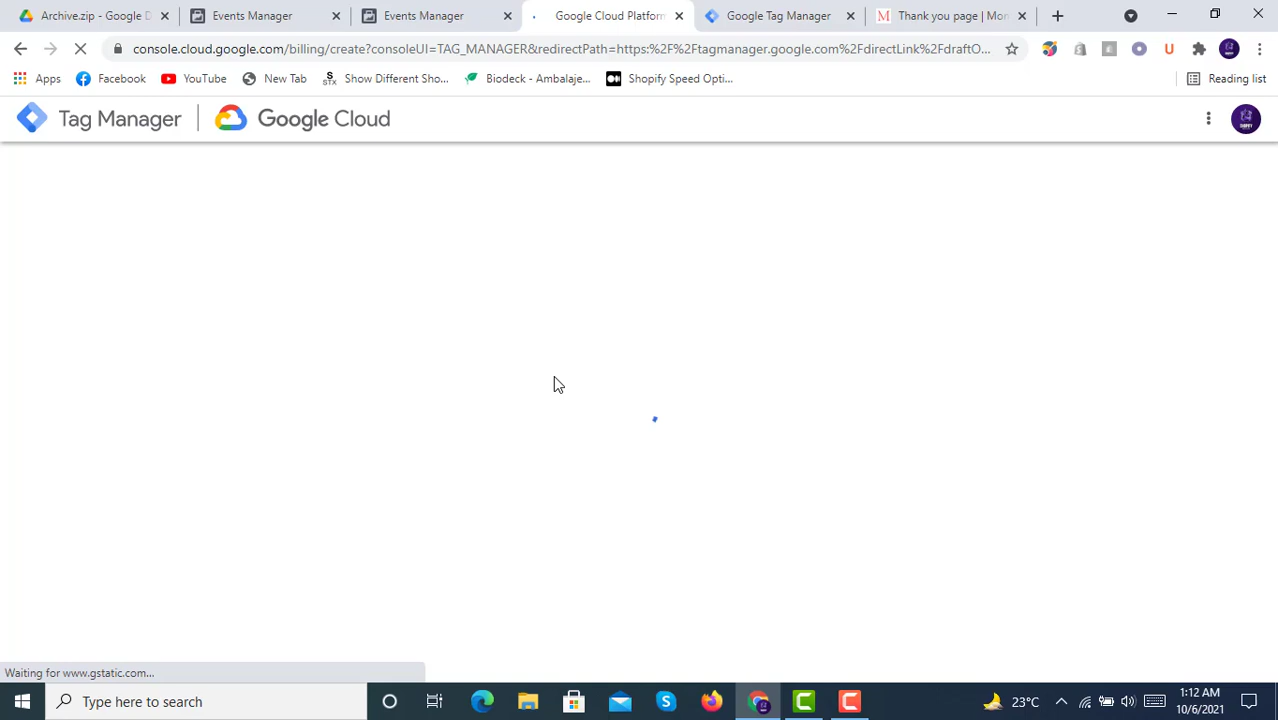 Archive.zip - Google D
Events Manager
Events Manager
Google Cloud Platform
Google Tag Manager
Thank you page | Mon
console.cloud.google.com/billing/create?consoleUI=TAG_MANAGER&redirectPath=https:%2F%2Ftagmanager.google.com%2FdirectLink%2FdraftO...
Apps
Facebook
YouTube
New Tab
Show Different Sho...
Biodeck - Ambalaje...
Shopify Speed Opti...
Reading list
Tag Manager
Google Cloud
Waiting for www.gstatic.com...
Type here to search
23°C
1:12 AM
10/6/2021